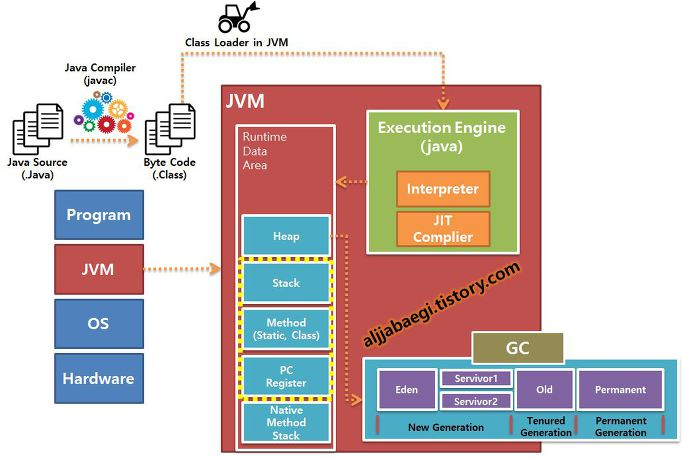 Class Loader in JVM
Java Compiler
(javac)
Java Source
(.Java)
Byte Code
(.Class)
Program
JVM
OS
Hardware
JVM
Runtime
Data
Area
Heap
Stack
Method
(Static, Class)
PC
Register
Native
Method
Stack
Execution Engine
(java)
Interpreter
JIT
Complier
aljjabaegi.tistory.com
GC
Eden
Servivor1
Servivor2
Old
Permanent
New Generation
Tenured
Generation
Permanent
Generation